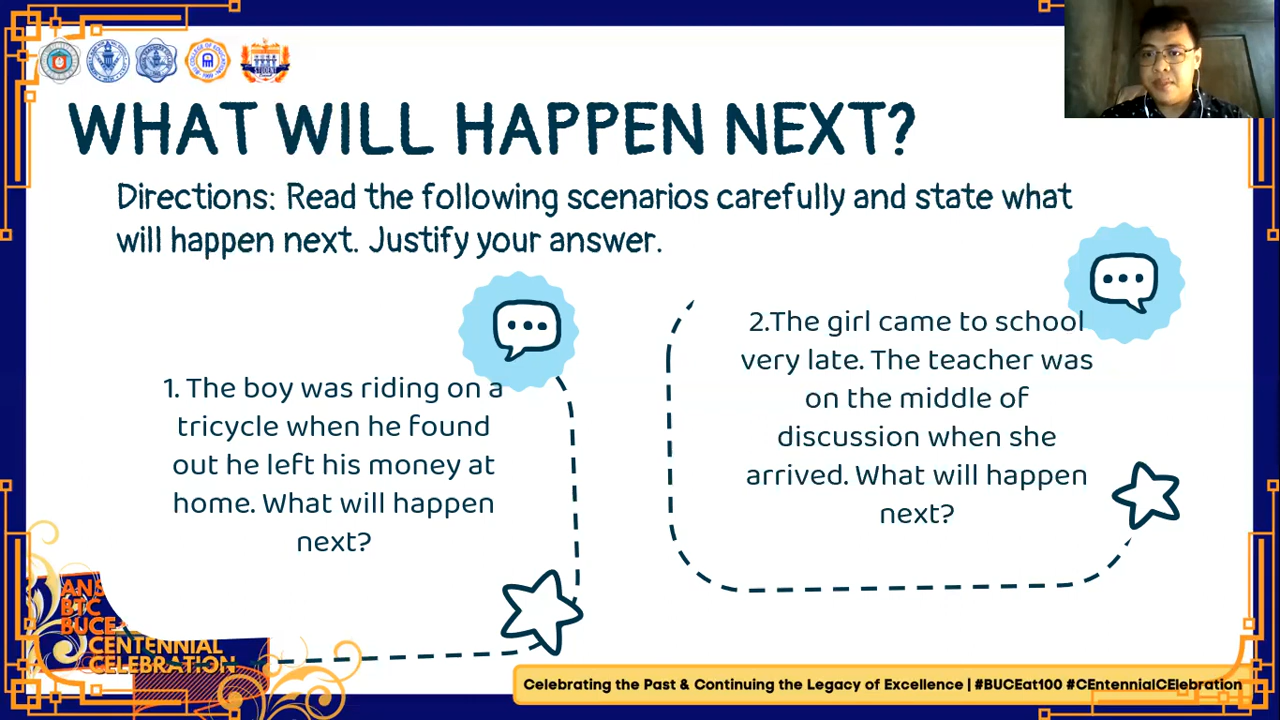 WHAT WILL HAPPEN NEXT?
Directions: Read the following scenarios carefully and state what
will happen next. Justify your answer.
1. The boy was riding on a
tricycle when he found
out he left his money at
home. What will happen
next?
2.The girl came to school
very late. The teacher was
on the middle of
discussion when she
arrived. What will happen
next?
ANS
BTC
BUCE
CENTENNIAL
CELEBRATION
Celebrating the Past & Continuing the Legacy of Excellence | #BUCEat100 #CEntennialCElebration